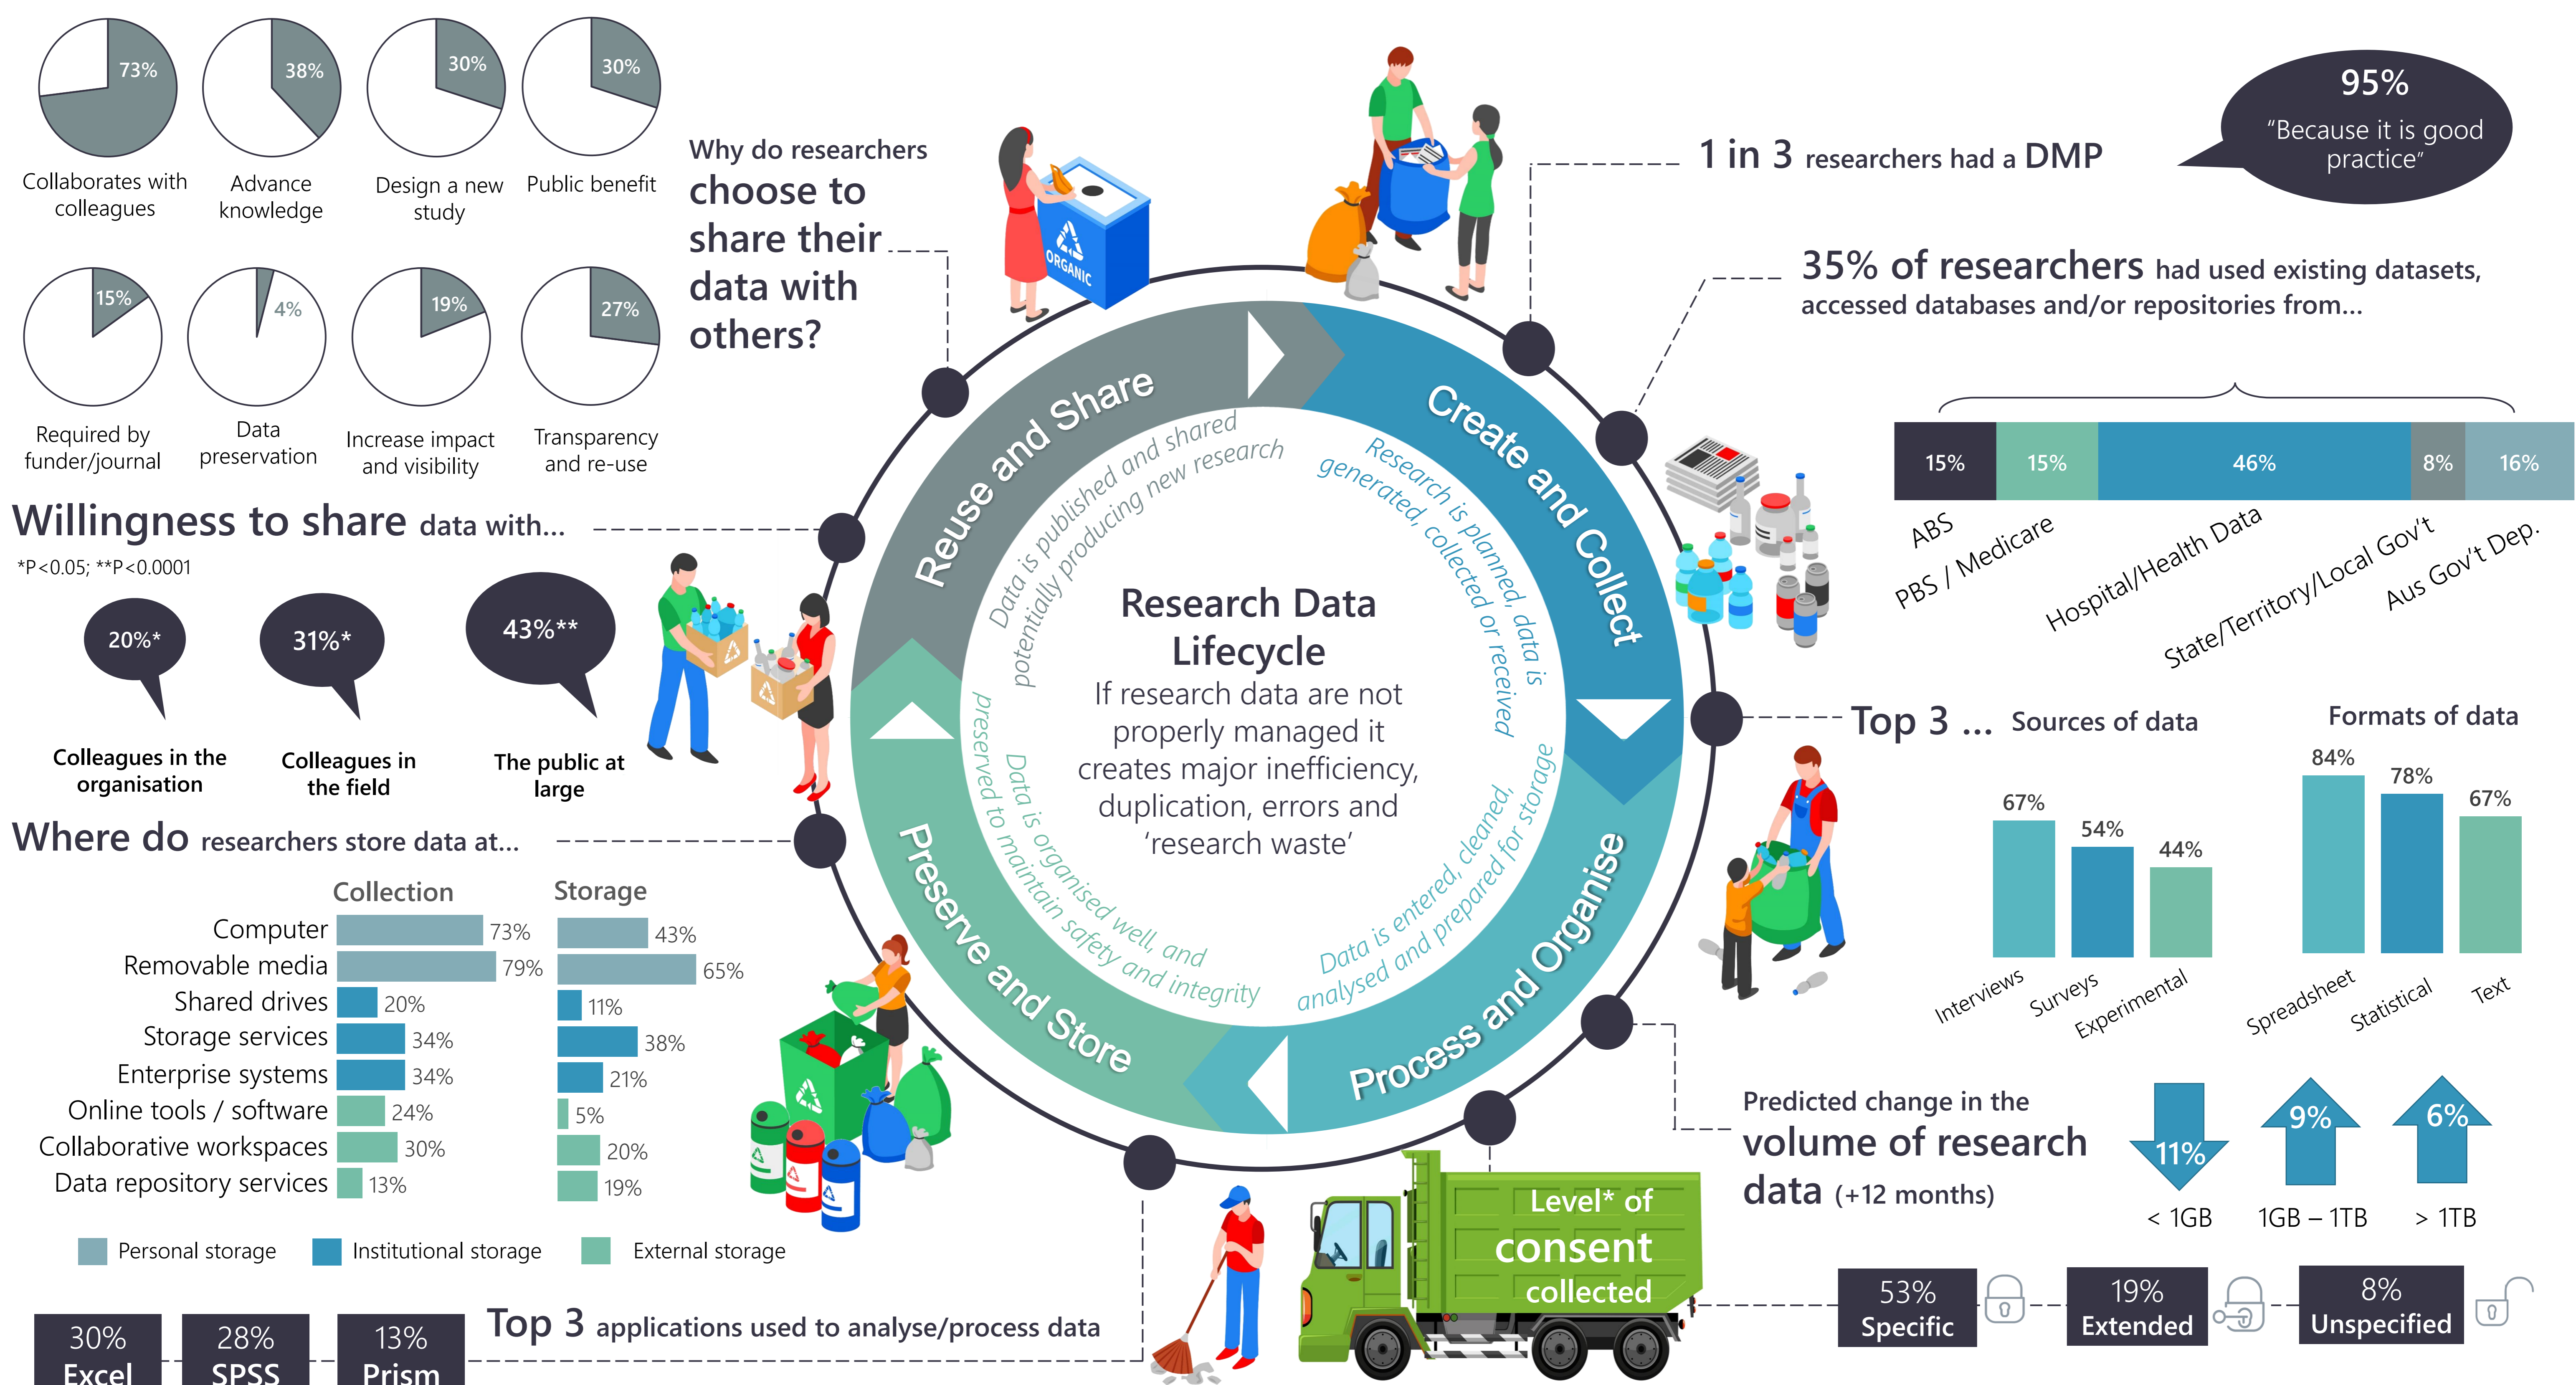 73%
38%
30%
30%
Collaborates with
colleagues
Advance
knowledge
Design a new
study
Public benefit
15%
4%
19%
27%
Required by
funder/journal
Data
preservation
Increase impact
and visibility
Transparency
and re-use
Why do researchers
choose to
share their
data with
others?
ORGANIC
1 in 3 researchers had a DMP
95%
“Because it is good
practice”
35% of researchers had used existing datasets,
accessed databases and/or repositories from...
15%
15%
46%
8%
16%
ABS
PBS / Medicare
Hospital/Health Data
State/Territory/Local Gov't
Aus Gov't Dep.
Willingness to share data with...
*P<0.05; **P<0.0001
20%*
31%*
43%**
Colleagues in the
organisation
Colleagues in
the field
The public at
large
Reuse and Share
Data is published and shared
potentially producing new research
Create and Collect
Research is planned, data is
generated, collected or received
Process and Organise
Data is entered, cleaned,
analysed and prepared for storage
Preserve and Store
Data is organised well, and
preserved to maintain safety and integrity
Research Data
Lifecycle
If research data are not
properly managed it
creates major inefficiency,
duplication, errors and
‘research waste’
Top 3 ... Sources of data
Formats of data
67%
54%
44%
Interviews
Surveys
Experimental
84%
78%
67%
Spreadsheet
Statistical
Text
Where do researchers store data at...
Collection Storage
Computer 73% 43%
Removable media 79% 65%
Shared drives 20% 11%
Storage services 34% 38%
Enterprise systems 34% 21%
Online tools / software 24% 5%
Collaborative workspaces 30% 20%
Data repository services 13% 19%
Personal storage Institutional storage External storage
Predicted change in the
volume of research
data (+12 months)
11%
9%
6%
< 1GB
1GB – 1TB
> 1TB
Level* of
consent
collected
53%
Specific
19%
Extended
8%
Unspecified
Top 3 applications used to analyse/process data
30%
Excel
28%
SPSS
13%
Prism